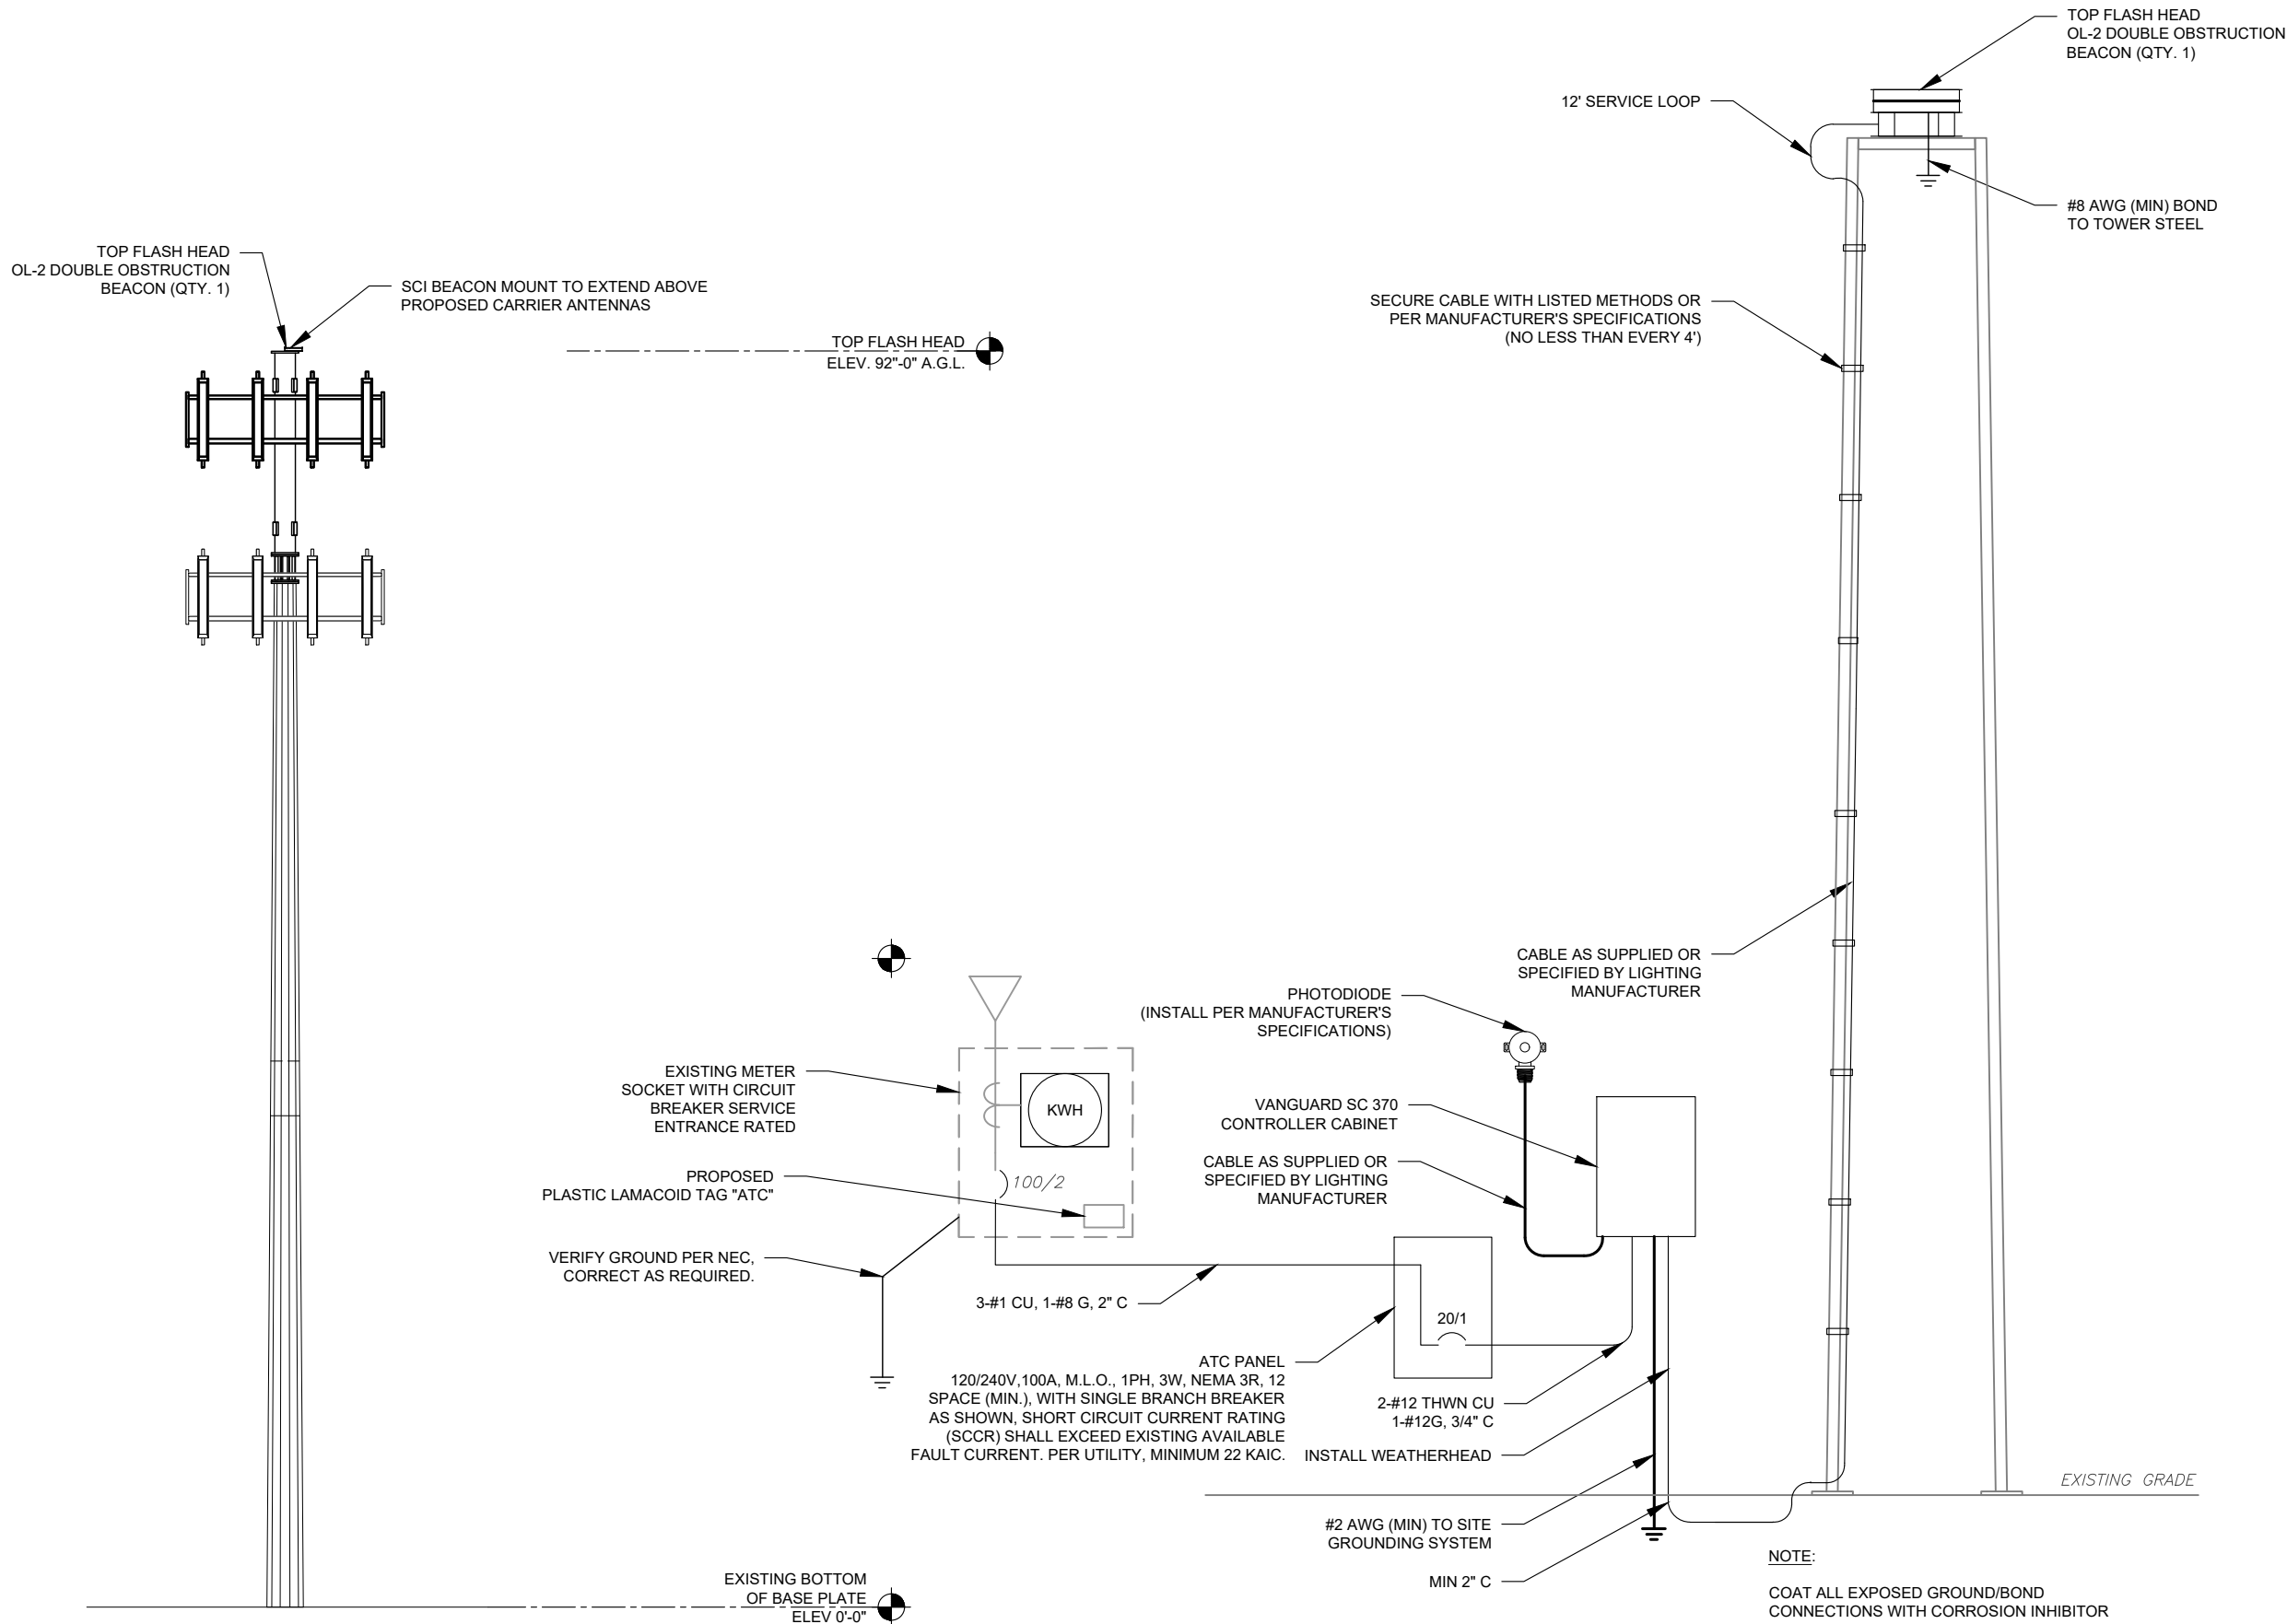 TOP FLASH HEAD
OL-2 DOUBLE OBSTRUCTION
BEACON (QTY. 1)
12' SERVICE LOOP
#8 AWG (MIN) BOND
TO TOWER STEEL
TOP FLASH HEAD
OL-2 DOUBLE OBSTRUCTION
BEACON (QTY. 1)
SCI BEACON MOUNT TO EXTEND ABOVE
PROPOSED CARRIER ANTENNAS
TOP FLASH HEAD
ELEV. 92"-0" A.G.L.
SECURE CABLE WITH LISTED METHODS OR
PER MANUFACTURER'S SPECIFICATIONS
(NO LESS THAN EVERY 4')
CABLE AS SUPPLIED OR
SPECIFIED BY LIGHTING
MANUFACTURER
PHOTODIODE
(INSTALL PER MANUFACTURER'S
SPECIFICATIONS)
EXISTING METER
SOCKET WITH CIRCUIT
BREAKER SERVICE
ENTRANCE RATED
KWH
VANGUARD SC 370
CONTROLLER CABINET
CABLE AS SUPPLIED OR
SPECIFIED BY LIGHTING
MANUFACTURER
PROPOSED
PLASTIC LAMACOID TAG "ATC"
100/2
VERIFY GROUND PER NEC,
CORRECT AS REQUIRED.
3-#1 CU, 1-#8 G, 2" C
20/1
ATC PANEL
120/240V,100A, M.L.O., 1PH, 3W, NEMA 3R, 12
SPACE (MIN.), WITH SINGLE BRANCH BREAKER
AS SHOWN, SHORT CIRCUIT CURRENT RATING
(SCCR) SHALL EXCEED EXISTING AVAILABLE
FAULT CURRENT. PER UTILITY, MINIMUM 22 KAIC.
2-#12 THWN CU
1-#12G, 3/4" C
INSTALL WEATHERHEAD
EXISTING GRADE
#2 AWG (MIN) TO SITE
GROUNDING SYSTEM
MIN 2" C
NOTE:
COAT ALL EXPOSED GROUND/BOND
CONNECTIONS WITH CORROSION INHIBITOR
EXISTING BOTTOM
OF BASE PLATE
ELEV 0'-0"